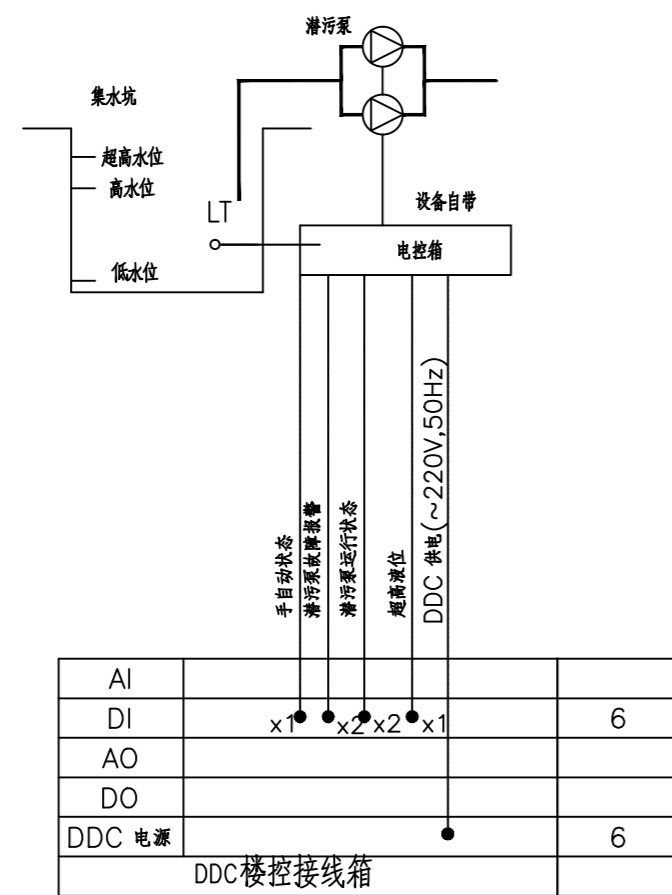 潜污泵
集水坑
超高水位
高水位
LT
设备自带
电控箱
低水位
手自动状态
潜污泵故障报警
潜污泵运行状态
超高液位
DDC 供电(~220V,50Hz)
AI
DI x1 x2 x2 x1 6
AO
DO
DDC 电源 6
DDC楼控接线箱